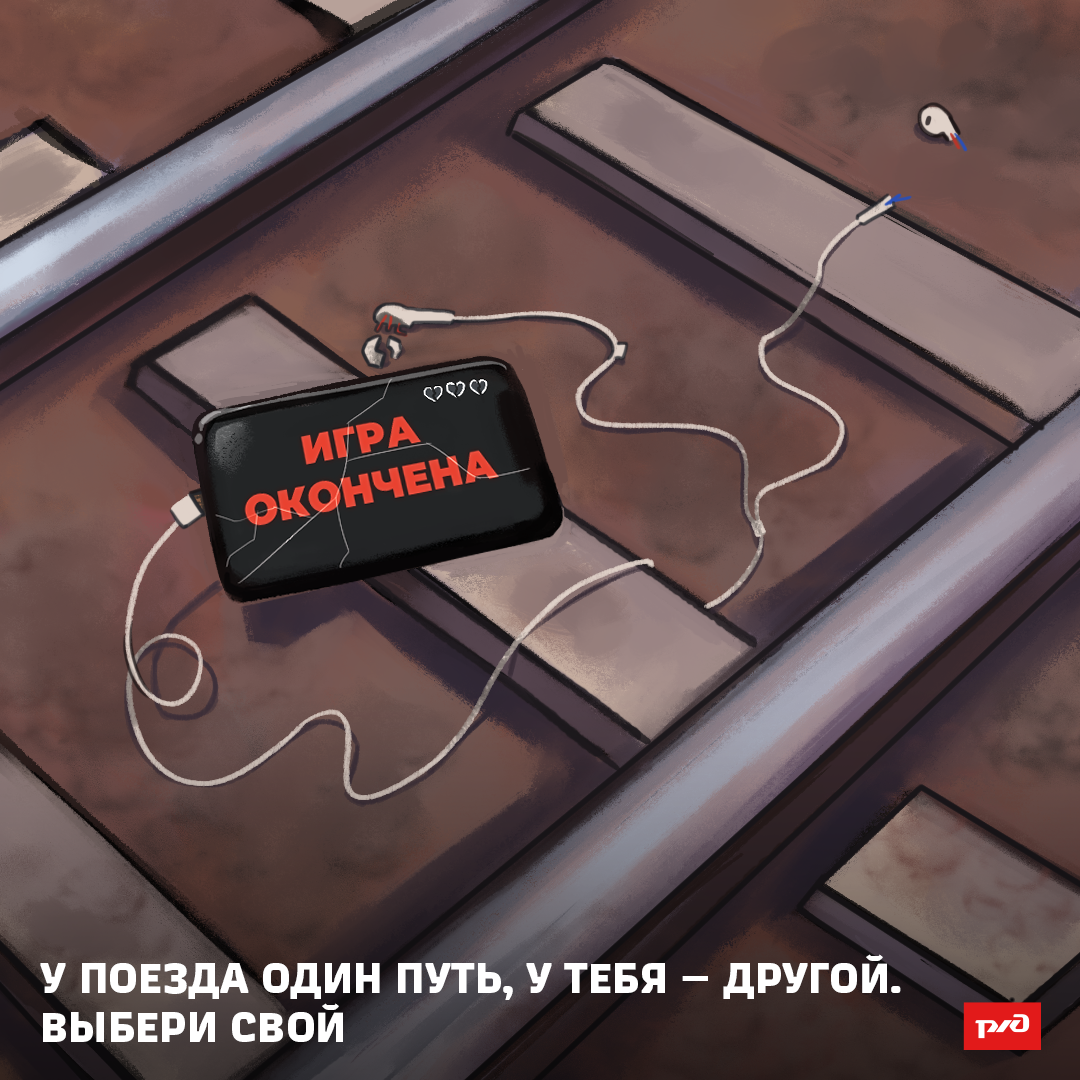 ИГРА
ОКОНЧЕНА
У ПОЕЗДА ОДИН ПУТЬ, У ТЕБЯ – ДРУГОЙ.
ВЫБЕРИ СВОЙ
РЖД